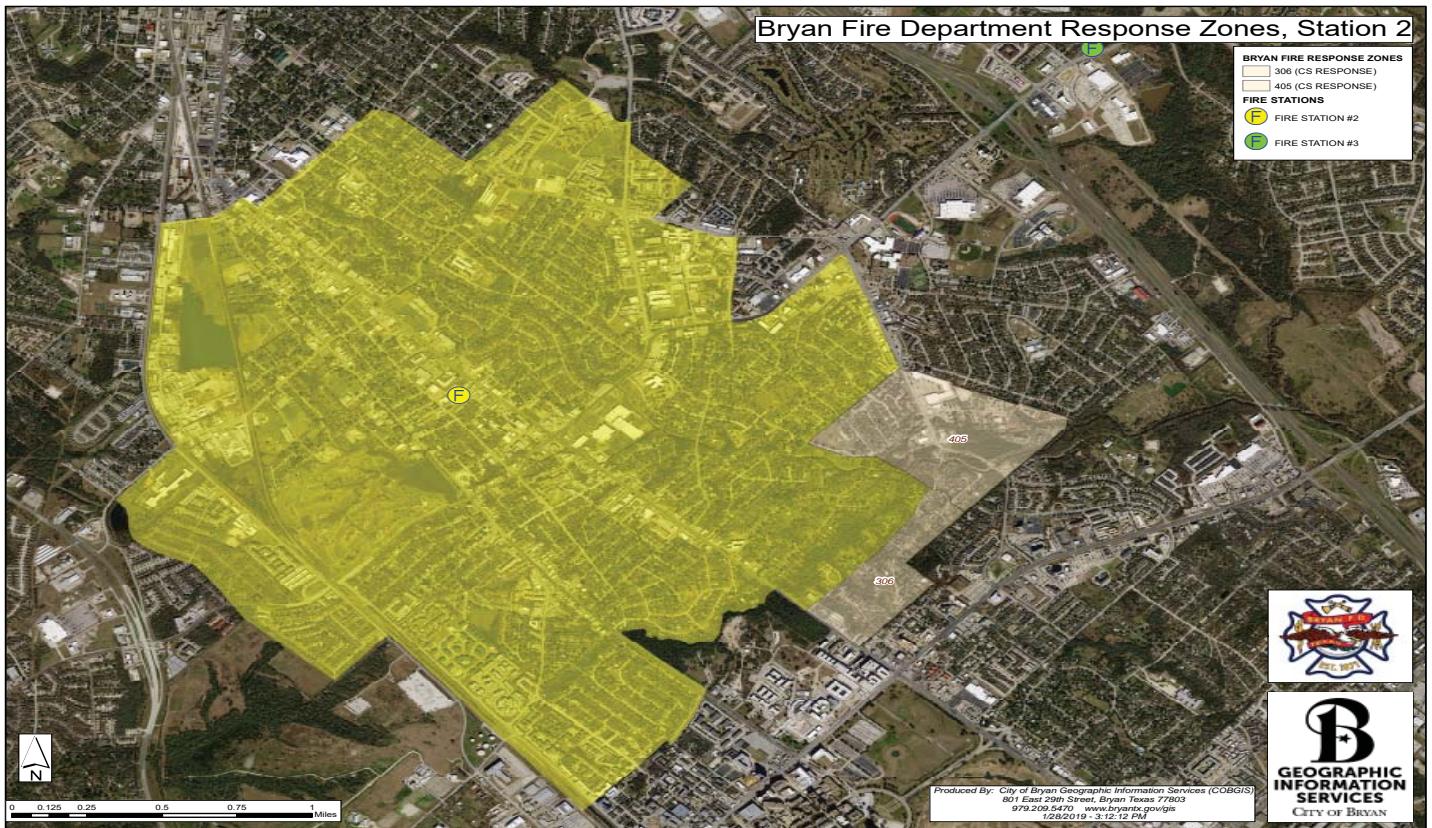 Bryan Fire Department Response Zones, Station 2
BRYAN FIRE RESPONSE ZONES
306 (CS RESPONSE)
405 (CS RESPONSE)
FIRE STATIONS
F FIRE STATION #2
F FIRE STATION #3
F
F
405
306
BRYAN F.D.
EST. 1871
B
GEOGRAPHIC
INFORMATION
SERVICES
CITY OF BRYAN
N
0 0.125 0.25 0.5 0.75 1
Miles
Produced By: City of Bryan Geographic Information Services (COBGIS)
801 East 29th Street, Bryan Texas 77803
979.209.5470 www.bryantx.gov/gis
1/28/2019 - 3:12:12 PM